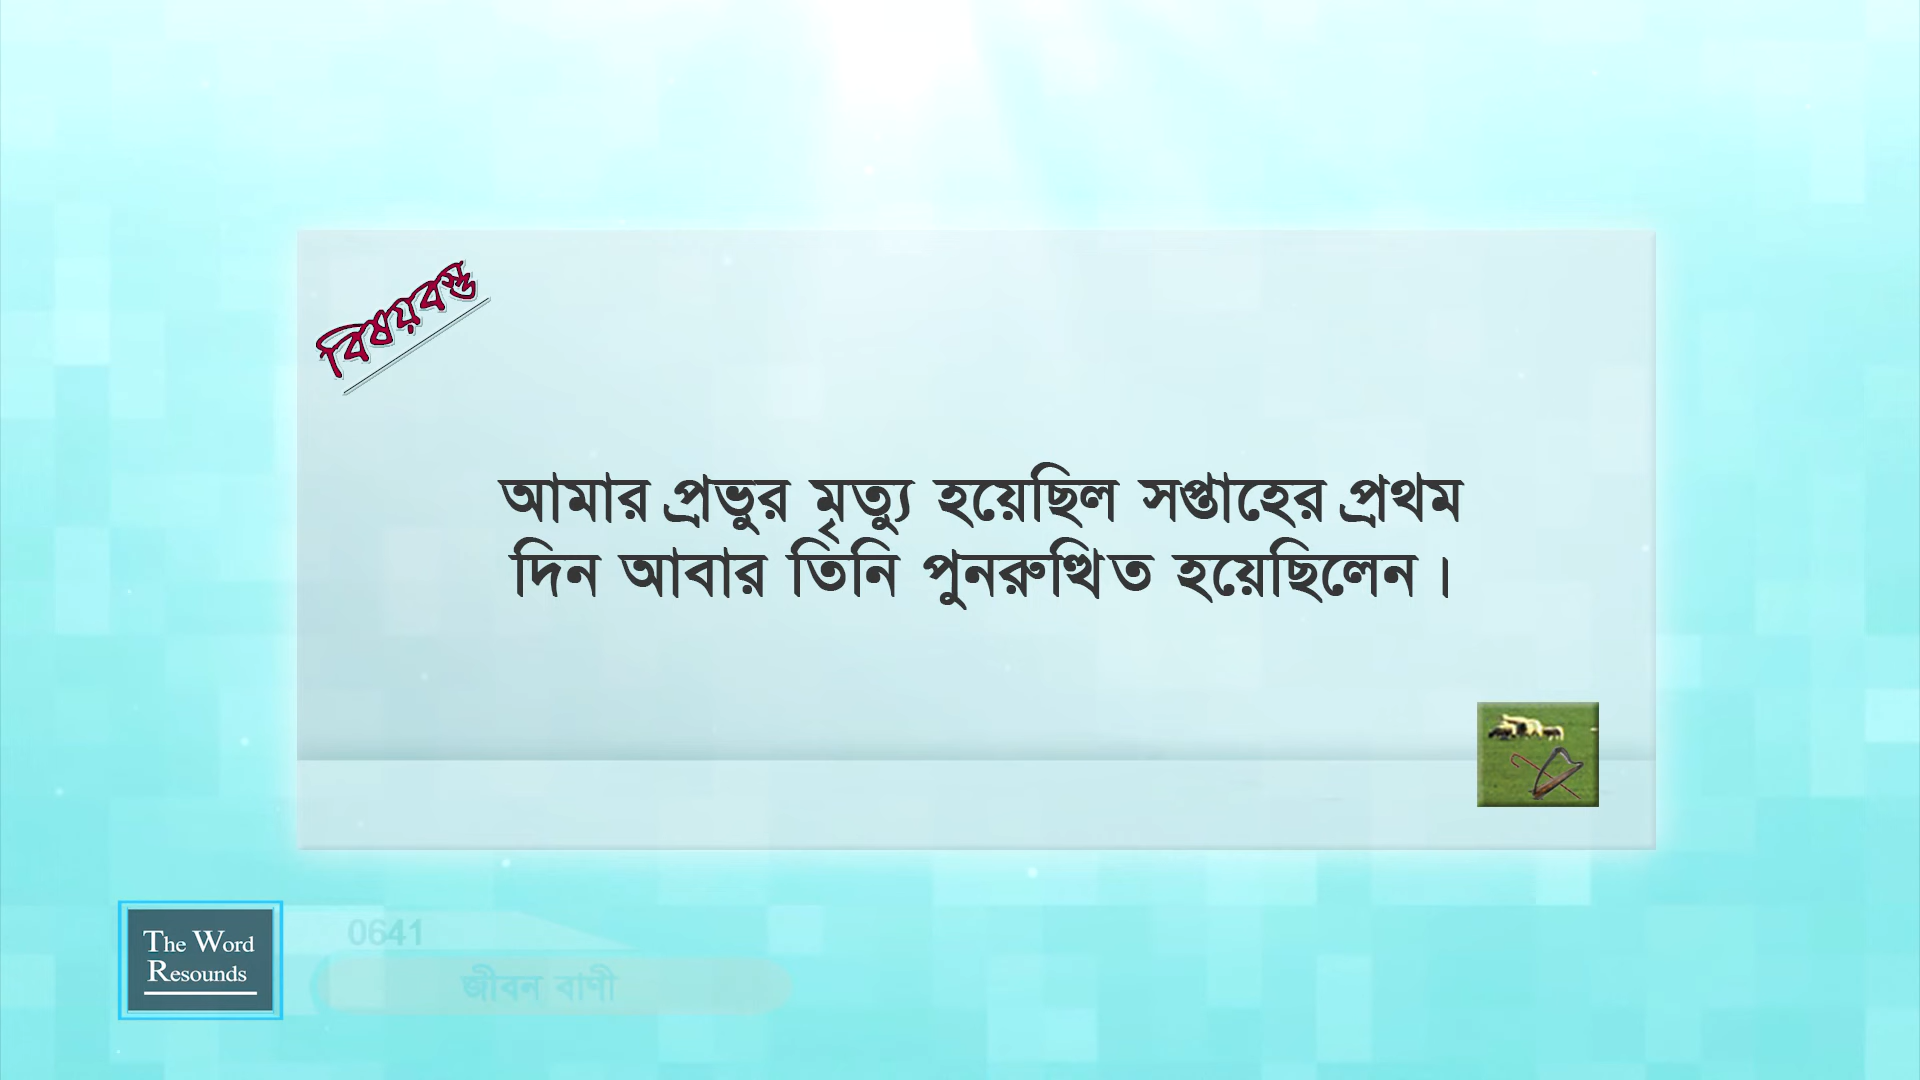 বিষয়বস্তু
আমার প্রভুর মৃত্যু হয়েছিল সপ্তাহের প্রথম
দিন আবার তিনি পুনরুত্থিত হয়েছিলেন।
0641
The Word
Resounds
জীবন বাণী